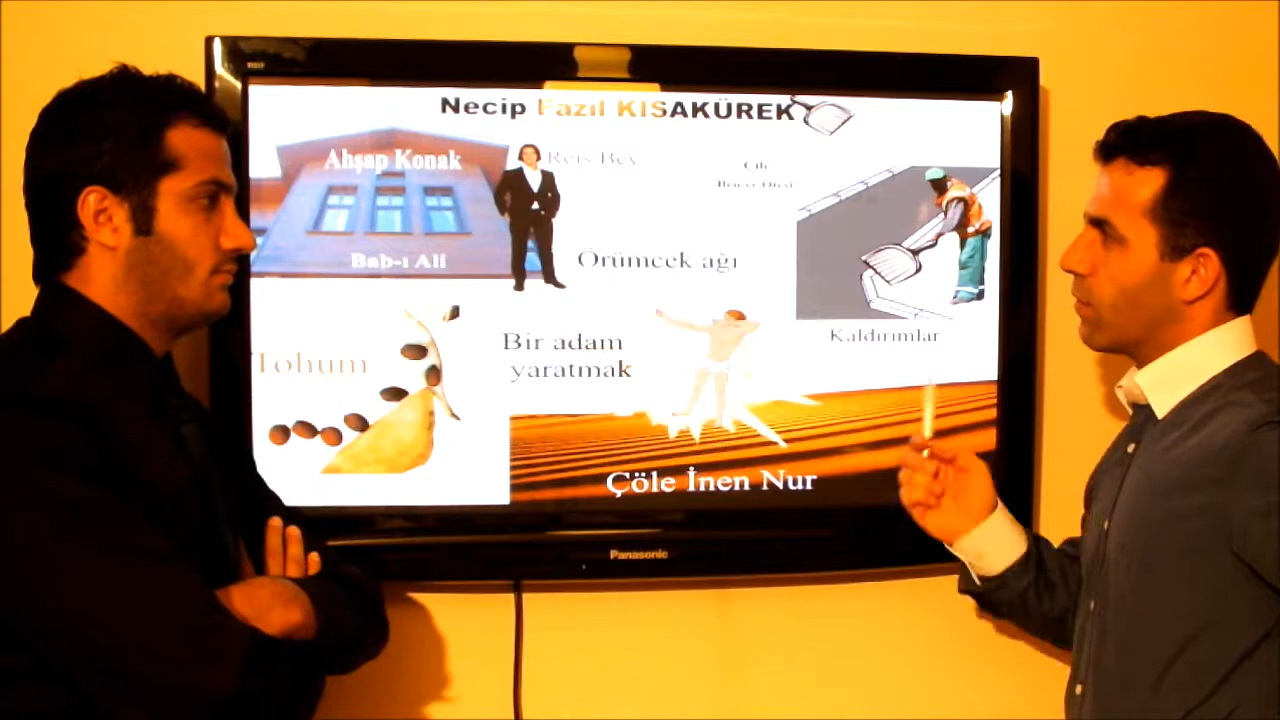 Necip Fazıl KISAKÜREK
Ahşap Konak
Reis Bey
Çile
Bab-ı Ali
Örümcek ağı
Kaldırımlar
Tohum
Bir adam
yaratmak
Çöle İnen Nur
Panasonic